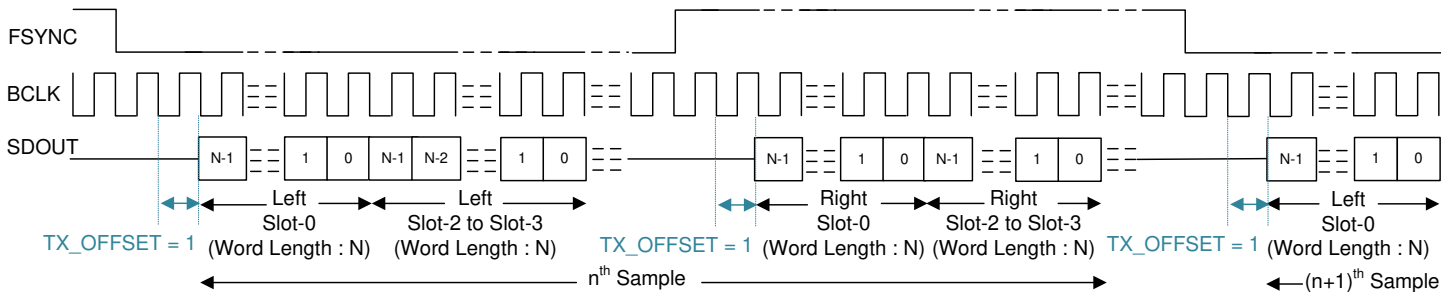 FSYNC
BCLK
SDOUT
N-1 1 0 N-1 N-2 1 0 N-1 1 0 N-1 1 0 N-1 1 0
Left Left Right Right Left
Slot-0 Slot-2 to Slot-3 Slot-0 Slot-2 to Slot-3 Slot-0
TX_OFFSET = 1 (Word Length : N) (Word Length : N) TX_OFFSET = 1 (Word Length : N) (Word Length : N) TX_OFFSET = 1 (Word Length : N)
nth Sample (n+1)th Sample